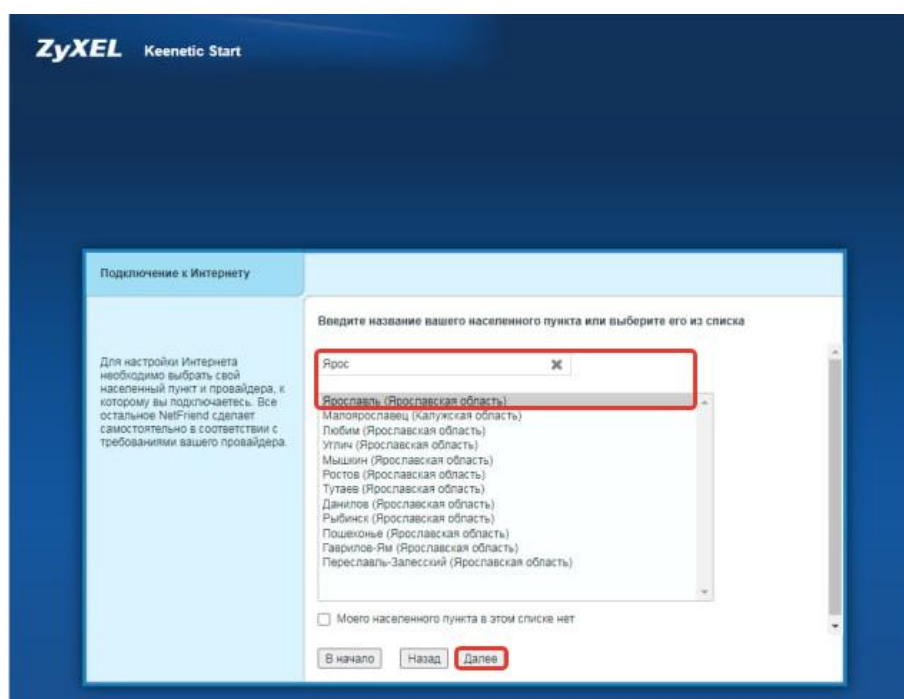 ZyXEL Keenetic Start
Подключение к Интернету
Введите название вашего населенного пункта или выберите его из списка
Для настройки Интернета
необходимо выбрать свой
населенный пункт и провайдера, к
которому вы подключаетесь. Все
остальное NetFriend сделает
самостоятельно в соответствии с
требованиями вашего провайдера.
Ярос
Ярославль (Ярославская область)
Малоярославец (Калужская область)
Любим (Ярославская область)
Углич (Ярославская область)
Мышкин (Ярославская область)
Ростов (Ярославская область)
Тутаев (Ярославская область)
Данилов (Ярославская область)
Рыбинск (Ярославская область)
Пошехонье (Ярославская область)
Гаврилов-Ям (Ярославская область)
Переславль-Залесский (Ярославская область)
Моего населенного пункта в этом списке нет
В начало Назад Далее